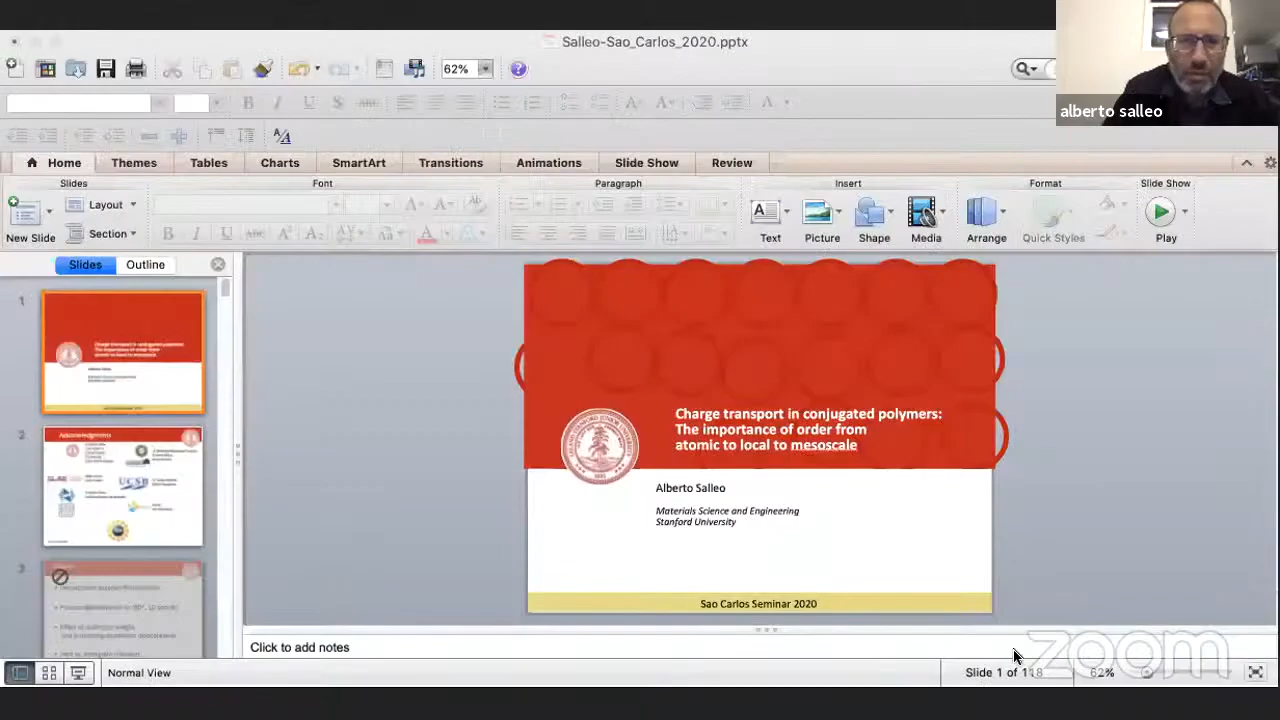 Salleo-Sao_Carlos_2020.pptx
alberto salleo
62%
Home Themes Tables Charts SmartArt Transitions Animations Slide Show Review
Slides Font Paragraph Insert Format Slide Show
New Slide
Layout
Section
Text Picture Shape Media Arrange Quick Styles Play
Slides Outline
1
2
Acknowledgments
UCSB
3
Charge transport in conjugated polymers:
The importance of order from
atomic to local to mesoscale
Alberto Salleo
Materials Science and Engineering
Stanford University
Sao Carlos Seminar 2020
Click to add notes
Normal View
Slide 1 of 118
62%
zoom